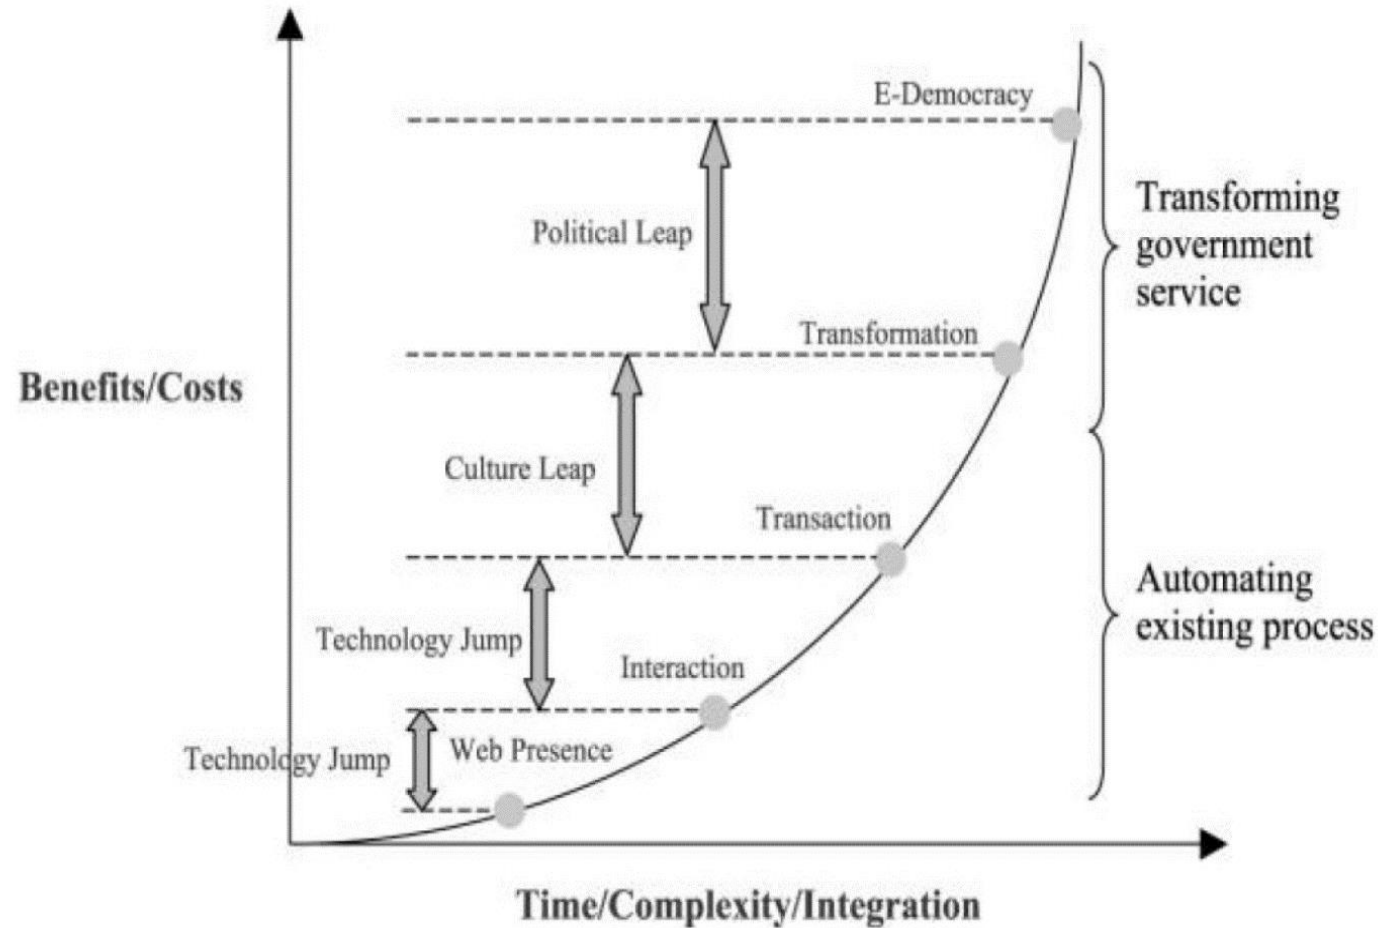 E-Democracy
Political Leap
Transforming
government
service
Transformation
Benefits/Costs
Culture Leap
Transaction
Automating
existing process
Technology Jump
Interaction
Web Presence
Technology Jump
Time/Complexity/Integration